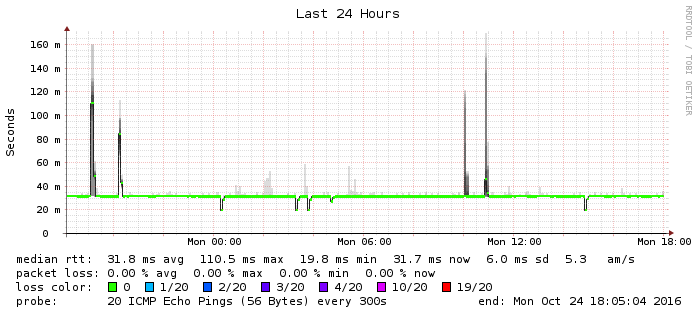 Last 24 Hours
RRDTOOL / TOBI OETIKER
Seconds
160 m
140 m
120 m
100 m
80 m
60 m
40 m
20 m
0
Mon 00:00 Mon 06:00 Mon 12:00 Mon 18:00
median rtt: 31.8 ms avg 110.5 ms max 19.8 ms min 31.7 ms now 6.0 ms sd 5.3 am/s
packet loss: 0.00 % avg 0.00 % max 0.00 % min 0.00 % now
loss color: 0 1/20 2/20 3/20 4/20 10/20 19/20
probe: 20 ICMP Echo Pings (56 Bytes) every 300s end: Mon Oct 24 18:05:04 2016